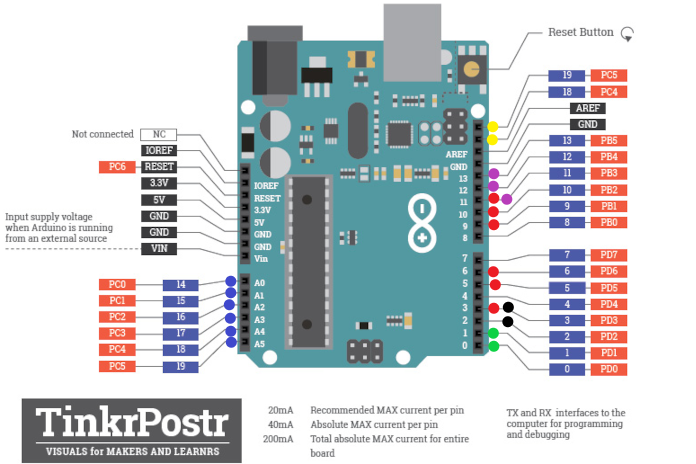 Reset Button
19 PC5
18 PC4
AREF
GND
13 PB5
12 PB4
11 PB3
10 PB2
9 PB1
8 PB0
7 PD7
6 PD6
5 PD5
4 PD4
3 PD3
2 PD2
1 PD1
0 PD0
Not connected NC
IOREF
PC6 RESET
3.3V
5V
GND
GND
VIN
Input supply voltage
when Arduino is running
from an external source
PC0 14
PC1 15
PC2 16
PC3 17
PC4 18
PC5 19
IOREF
RESET
3.3V
5V
GND
GND
Vin
A0
A1
A2
A3
A4
A5
AREF
GND
13
12
11
10
9
8
7
6
5
4
3
2
1
0
TinkrPostr
VISUALS for MAKERS AND LEARNRS
20mA Recommended MAX current per pin
40mA Absolute MAX current per pin
200mA Total absolute MAX current for entire
board
TX and RX interfaces to the
computer for programming
and debugging